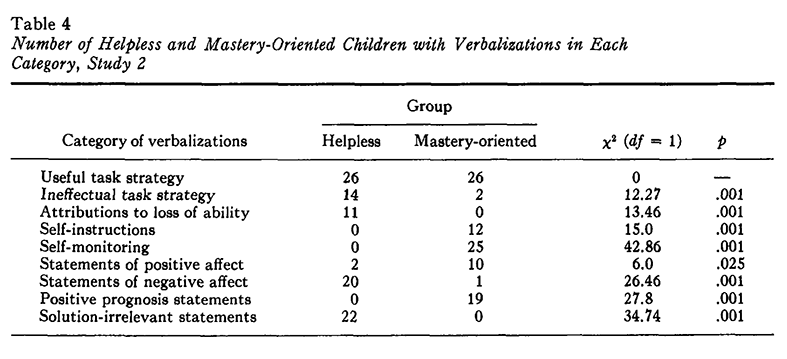 Table 4
Number of Helpless and Mastery-Oriented Children with Verbalizations in Each
Category, Study 2
Group
Category of verbalizations Helpless Mastery-oriented χ² (df = 1) p
Useful task strategy 26 26 0 —
Ineffectual task strategy 14 2 12.27 .001
Attributions to loss of ability 11 0 13.46 .001
Self-instructions 0 12 15.0 .001
Self-monitoring 0 25 42.86 .001
Statements of positive affect 2 10 6.0 .025
Statements of negative affect 20 1 26.46 .001
Positive prognosis statements 0 19 27.8 .001
Solution-irrelevant statements 22 0 34.74 .001